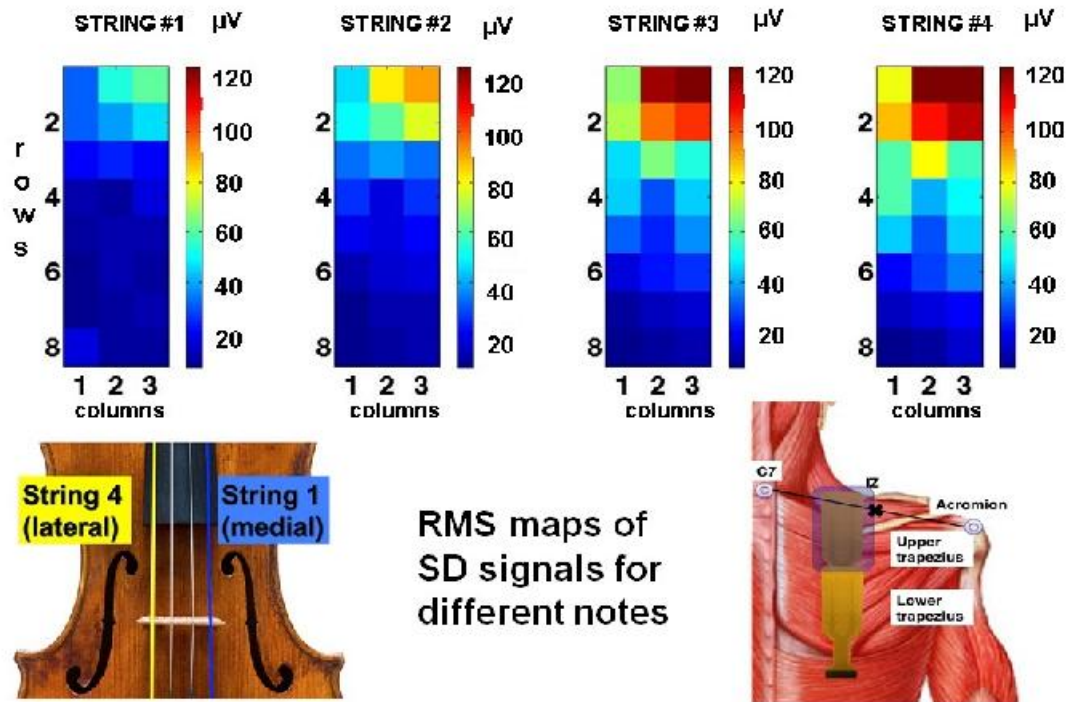 STRING #1 µV
STRING #2 µV
STRING #3 µV
STRING #4 µV
rows
2
4
6
8
1 2 3
columns
120
100
80
60
40
20
2
4
6
8
1 2 3
columns
120
100
80
60
40
20
2
4
6
8
1 2 3
columns
120
100
80
60
40
20
2
4
6
8
1 2 3
columns
120
100
80
60
40
20
String 4
(lateral)
String 1
(medial)
RMS maps of
SD signals for
different notes
C7
IZ
Acromion
Upper
trapezius
Lower
trapezius